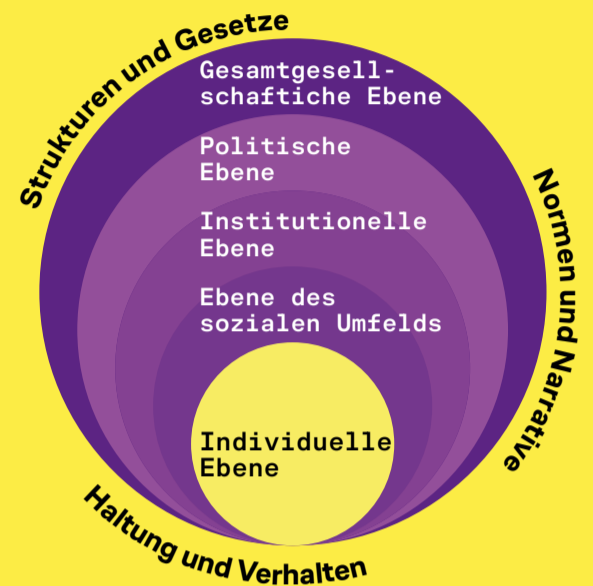 Strukturen und Gesetze
Gesamtgesell-
schaftiche Ebene
Politische
Ebene
Institutionelle
Ebene
Ebene des
sozialen Umfelds
Individuelle
Ebene
Normen und Narrative
Haltung und Verhalten